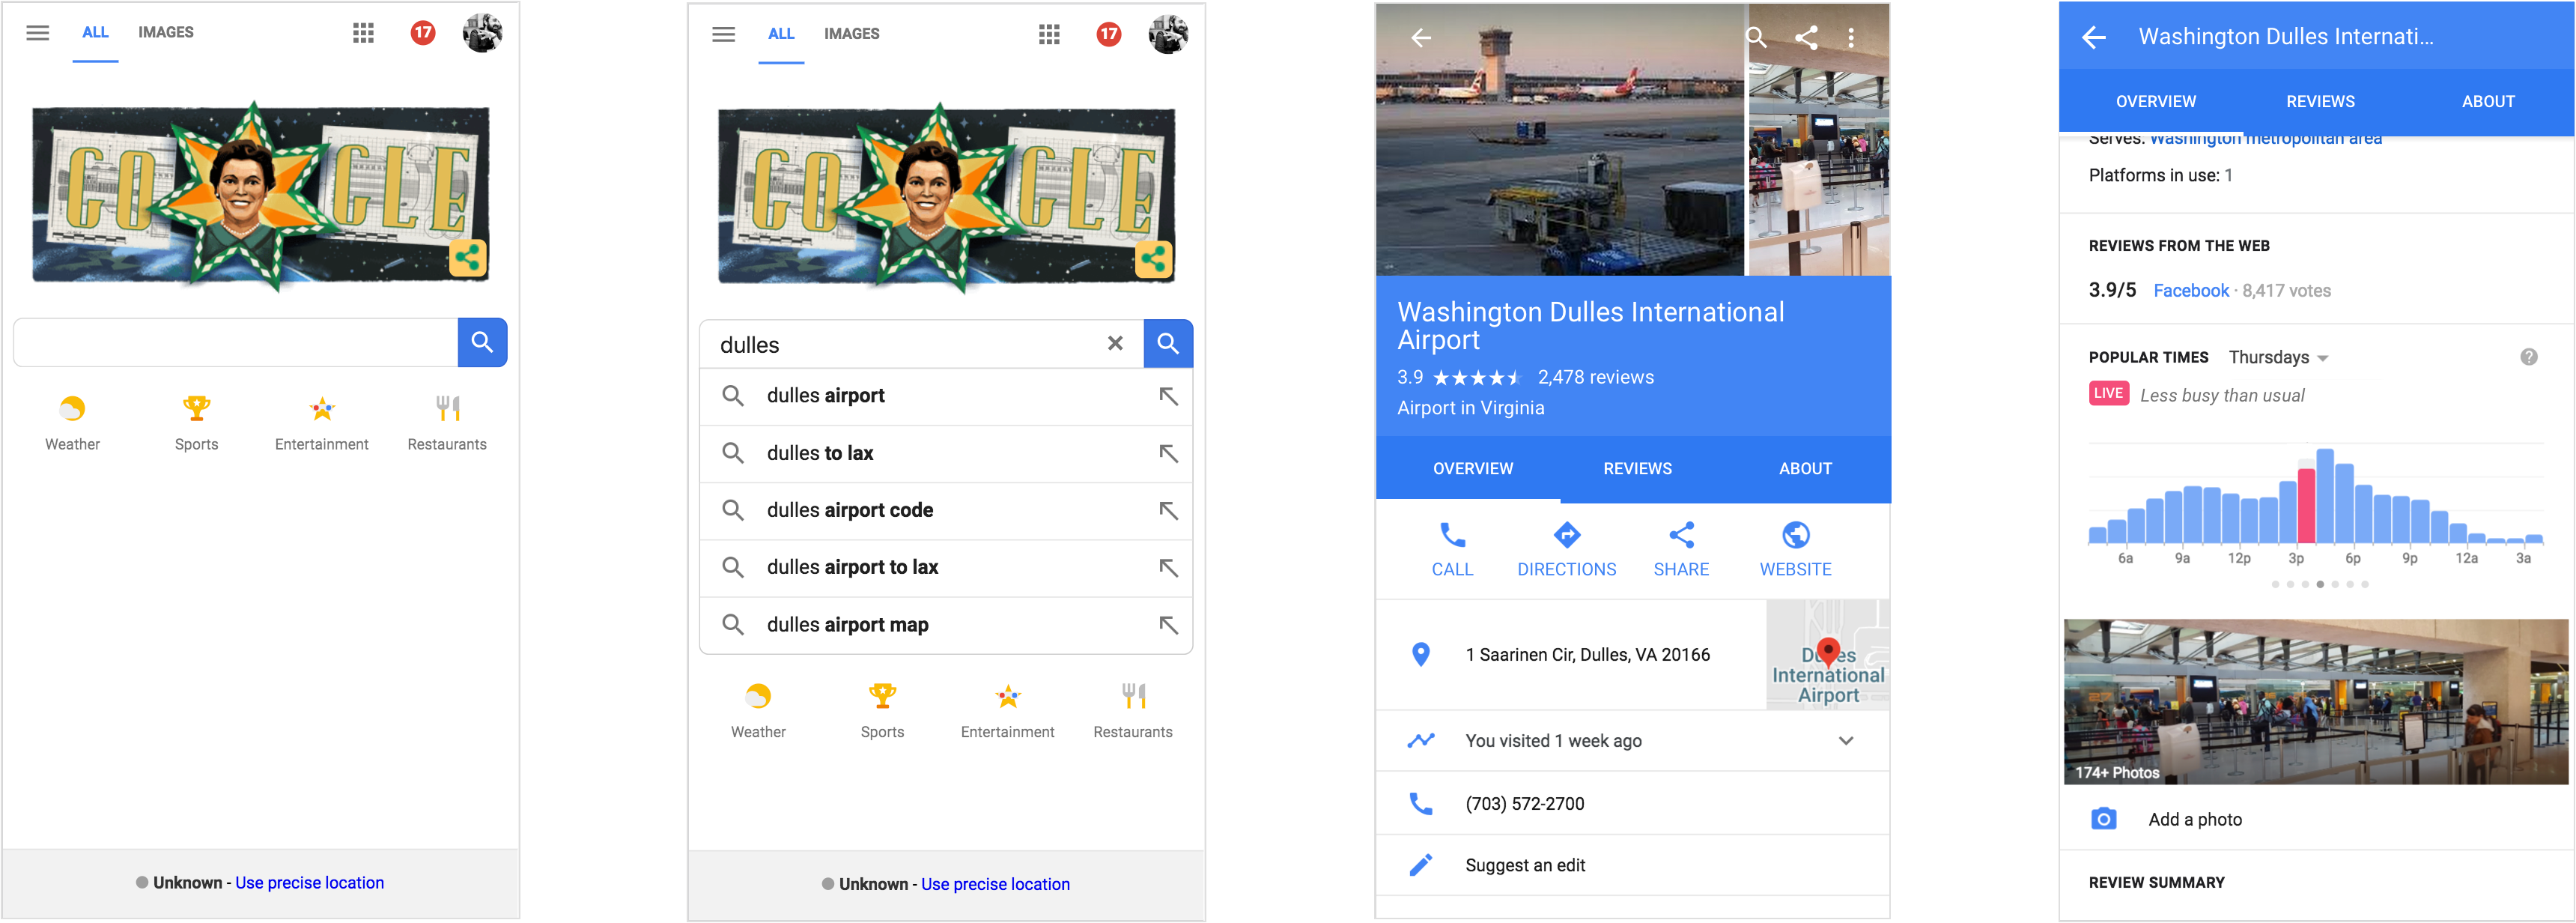 ALL IMAGES 17
GOOGLE
Weather Sports Entertainment Restaurants
Unknown - Use precise location
ALL IMAGES 17
GOOGLE
dulles
dulles airport
dulles to lax
dulles airport code
dulles airport to lax
dulles airport map
Weather Sports Entertainment Restaurants
Unknown - Use precise location
Washington Dulles International
Airport
3.9 2,478 reviews
Airport in Virginia
OVERVIEW REVIEWS ABOUT
CALL DIRECTIONS SHARE WEBSITE
1 Saarinen Cir, Dulles, VA 20166
Dulles
International
Airport
You visited 1 week ago
(703) 572-2700
Suggest an edit
Washington Dulles Internati...
OVERVIEW REVIEWS ABOUT
Serves: Washington metropolitan area
Platforms in use: 1
REVIEWS FROM THE WEB
3.9/5 Facebook · 8,417 votes
POPULAR TIMES Thursdays ?
LIVE Less busy than usual
6a 9a 12p 3p 6p 9p 12a 3a
27
174+ Photos
Add a photo
REVIEW SUMMARY